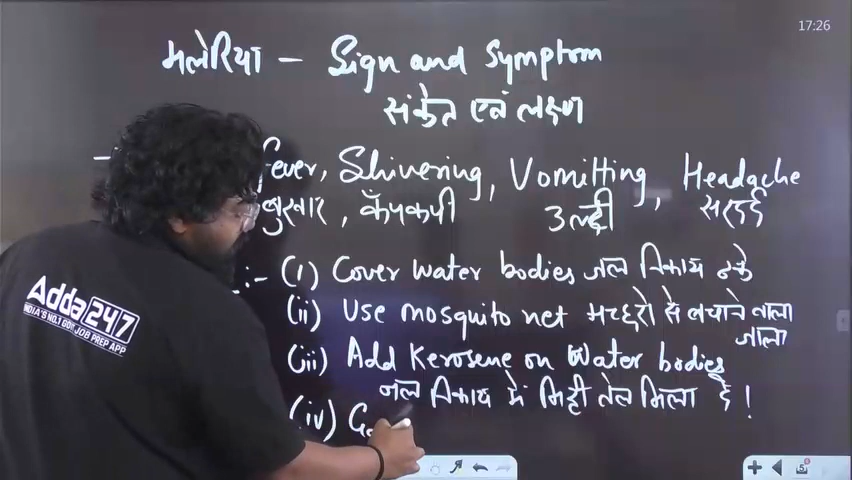 17:26
मलेरिया – Sign and Symptom
संकेत एवं लक्षण
Fever, Shivering, Vomitting, Headache
बुखार, कँपकपी उल्टी सरदर्द
:- (i) Cover water bodies जल निकाय ढके
(ii) Use mosquito net मच्छरो से बचाने वाला
जाला
(iii) Add Kerosene on Water bodies
जल निकाय में मिट्टी तेल मिला दे!
(iv)
Adda247
INDIA'S NO.1 GOVT JOB PREP APP